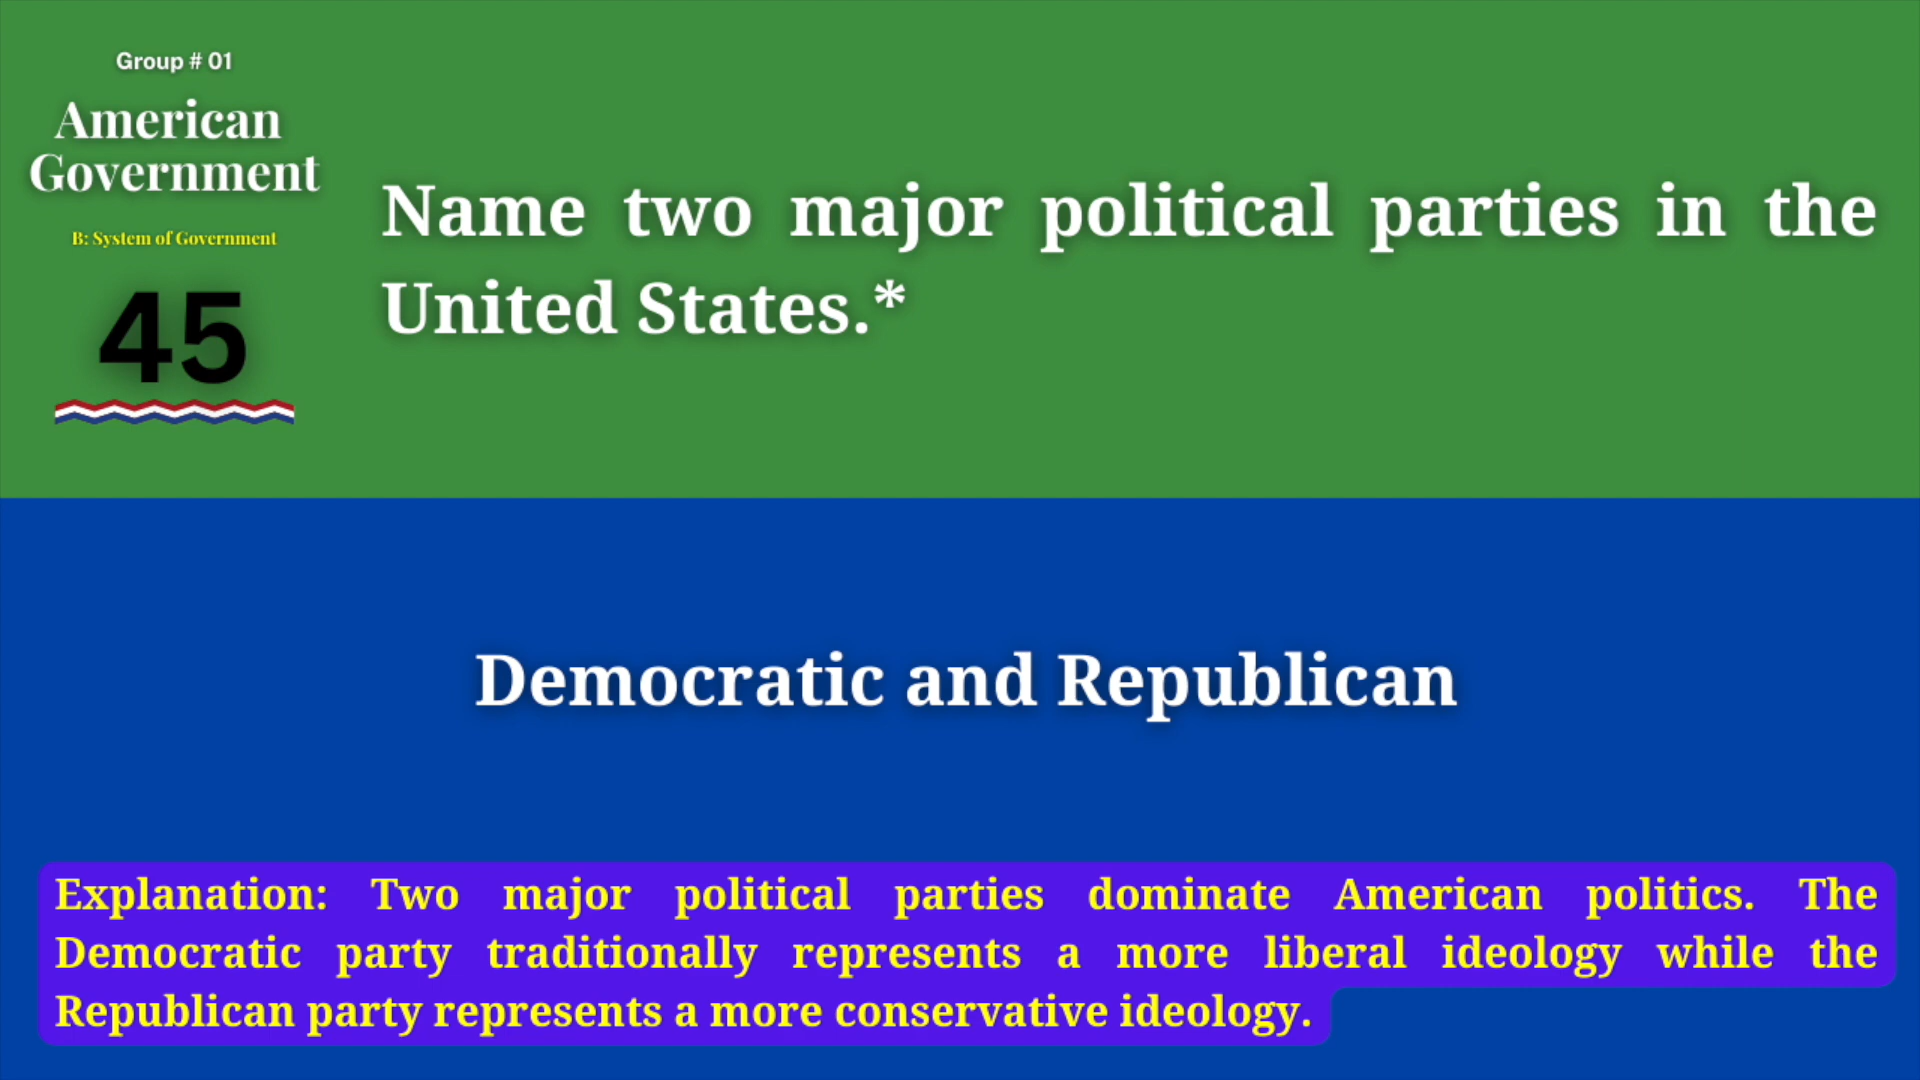 Group # 01
American
Government
B: System of Government
45
Name two major political parties in the
United States.*
Democratic and Republican
Explanation: Two major political parties dominate American politics. The
Democratic party traditionally represents a more liberal ideology while the
Republican party represents a more conservative ideology.